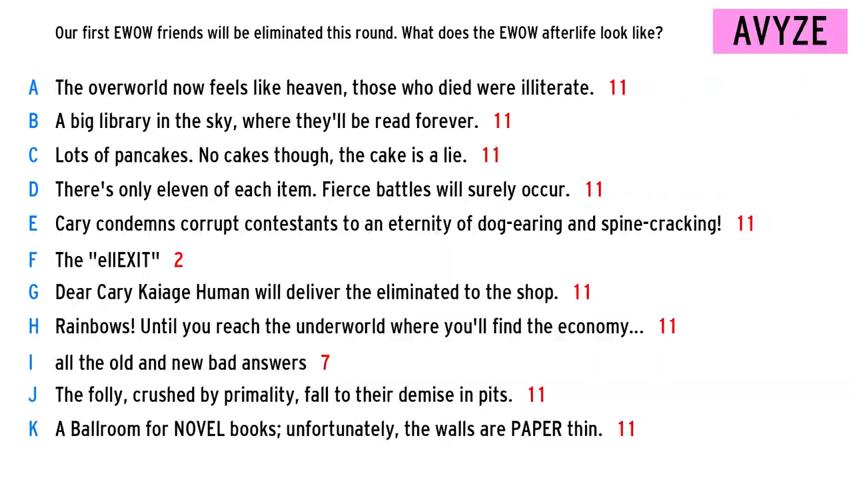 Our first EWOW friends will be eliminated this round. What does the EWOW afterlife look like?
AVYZE
A The overworld now feels like heaven, those who died were illiterate. 11
B A big library in the sky, where they'll be read forever. 11
C Lots of pancakes. No cakes though, the cake is a lie. 11
D There's only eleven of each item. Fierce battles will surely occur. 11
E Cary condemns corrupt contestants to an eternity of dog-earing and spine-cracking! 11
F The "ellEXIT" 2
G Dear Cary Kaiage Human will deliver the eliminated to the shop. 11
H Rainbows! Until you reach the underworld where you'll find the economy... 11
I all the old and new bad answers 7
J The folly, crushed by primality, fall to their demise in pits. 11
K A Ballroom for NOVEL books; unfortunately, the walls are PAPER thin. 11